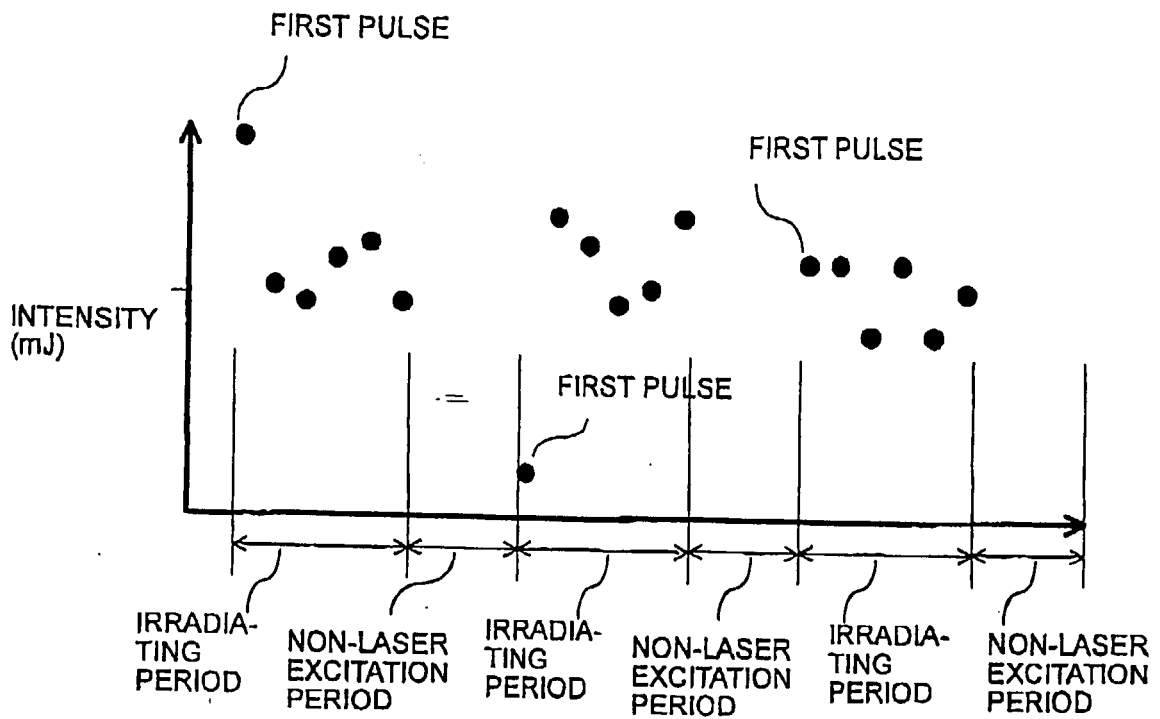 FIRST PULSE
FIRST PULSE
INTENSITY
(mJ)
FIRST PULSE
IRRADIA-
TING
PERIOD
NON-LASER
EXCITATION
PERIOD
IRRADIA-
TING
PERIOD
NON-LASER
EXCITATION
PERIOD
IRRADIA-
TING
PERIOD
NON-LASER
EXCITATION
PERIOD